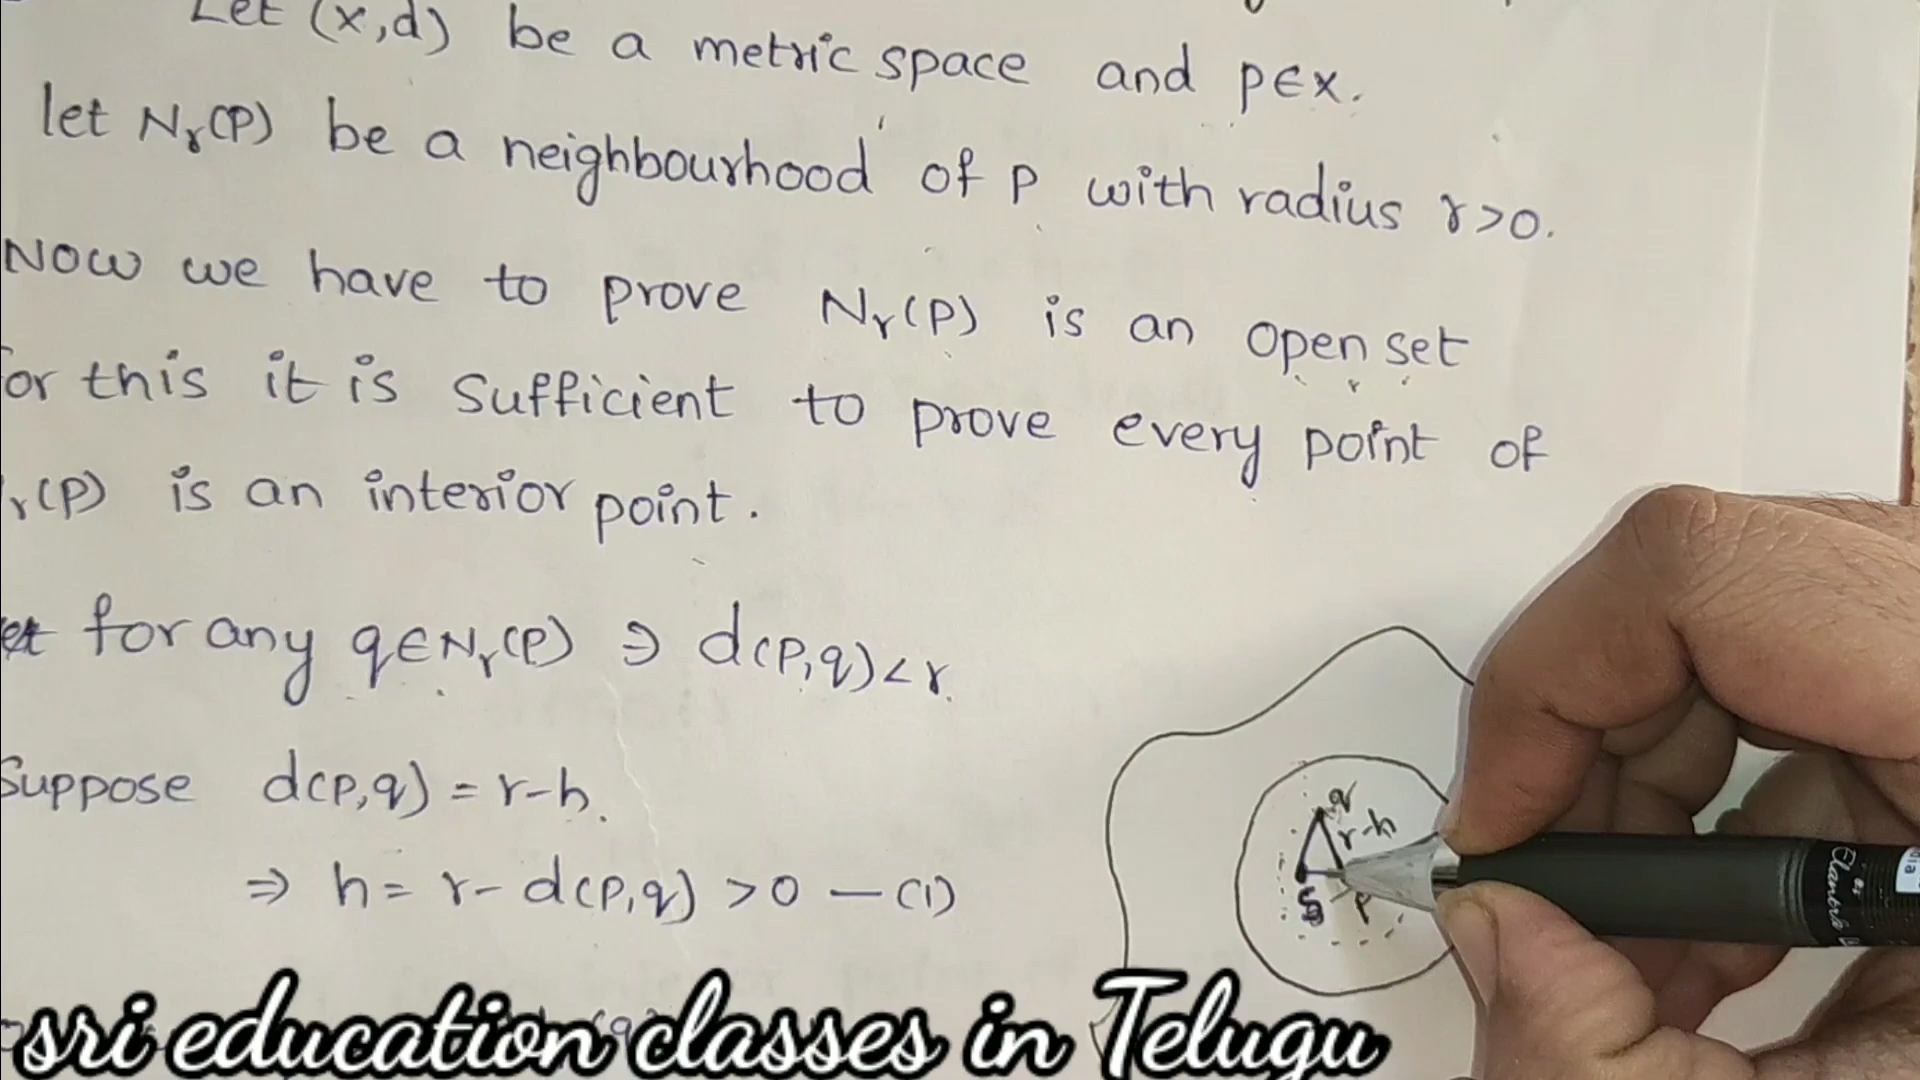 Let (x,d) be a metric space and p∈x.
let Nr(P) be a neighbourhood of P with radius r>0.
Now we have to prove Nr(P) is an open set
For this it is sufficient to prove every point of
r(P) is an interior point.
for any q∈Nr(P) ⇒ d(P,q)<r.
Suppose d(P,q) = r-h.
⇒ h = r - d(P,q) >0 — (1)
q
r-h
S
P
Elantra
sri education classes in Telugu